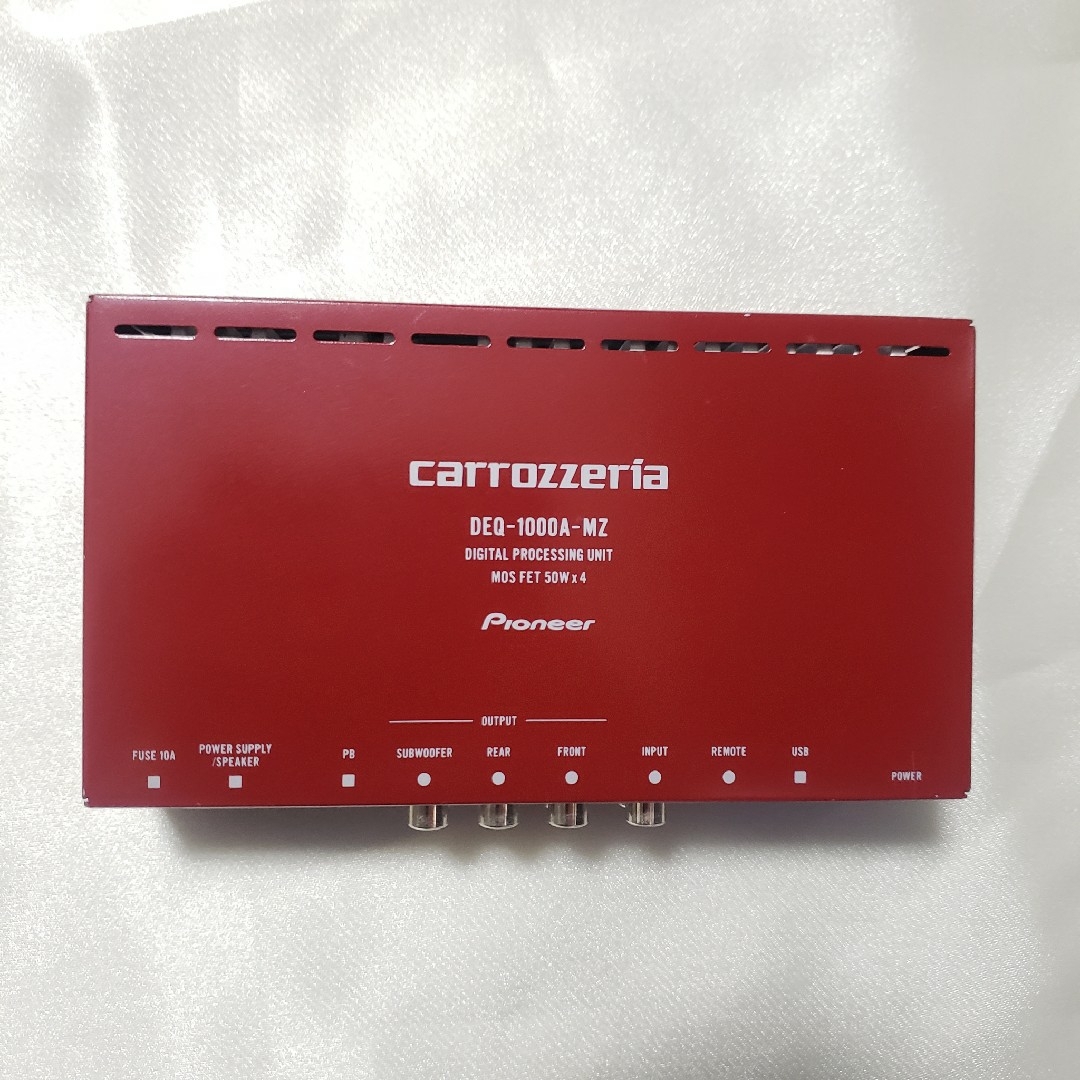 carrozzeria
DEQ-1000A-MZ
DIGITAL PROCESSING UNIT
MOS FET 50W x 4
Pioneer
OUTPUT
FUSE 10A
POWER SUPPLY
/SPEAKER
PB
SUBWOOFER
REAR
FRONT
INPUT
REMOTE
USB
POWER